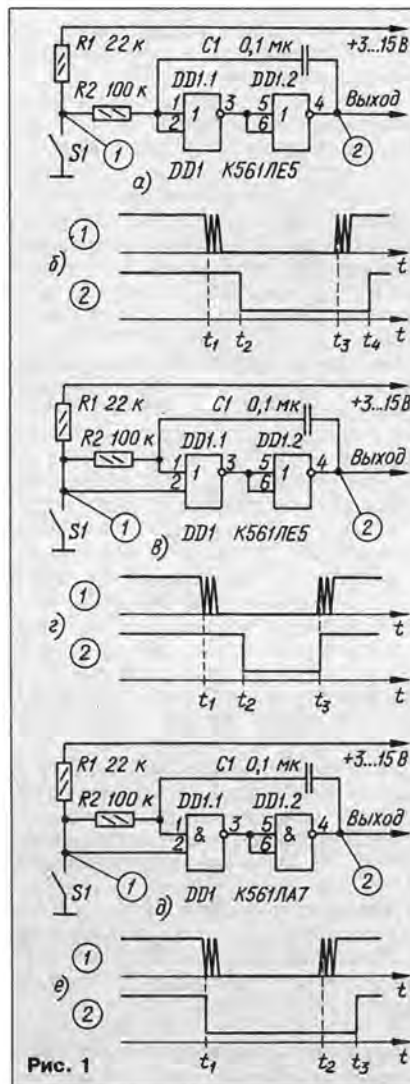 R1 22 к
C1 0,1 мк
+3...15 В
R2 100 к
DD1.1
DD1.2
1
2
1
3
5
6
1
4
Выход
S1
1
2
а)
DD1 К561ЛЕ5
1
t
б)
2
t
t1 t2 t3 t4
R1 22 к
C1 0,1 мк
+3...15 В
R2 100 к
DD1.1
DD1.2
1
2
1
3
5
6
1
4
Выход
S1
1
2
в)
DD1 К561ЛЕ5
1
t
г)
2
t
t1 t2 t3
R1 22 к
C1 0,1 мк
+3...15 В
R2 100 к
DD1.1
DD1.2
1
2
&
3
5
6
&
4
Выход
S1
1
2
д)
DD1 К561ЛА7
1
t
е)
2
t
t1 t2 t3
Рис. 1